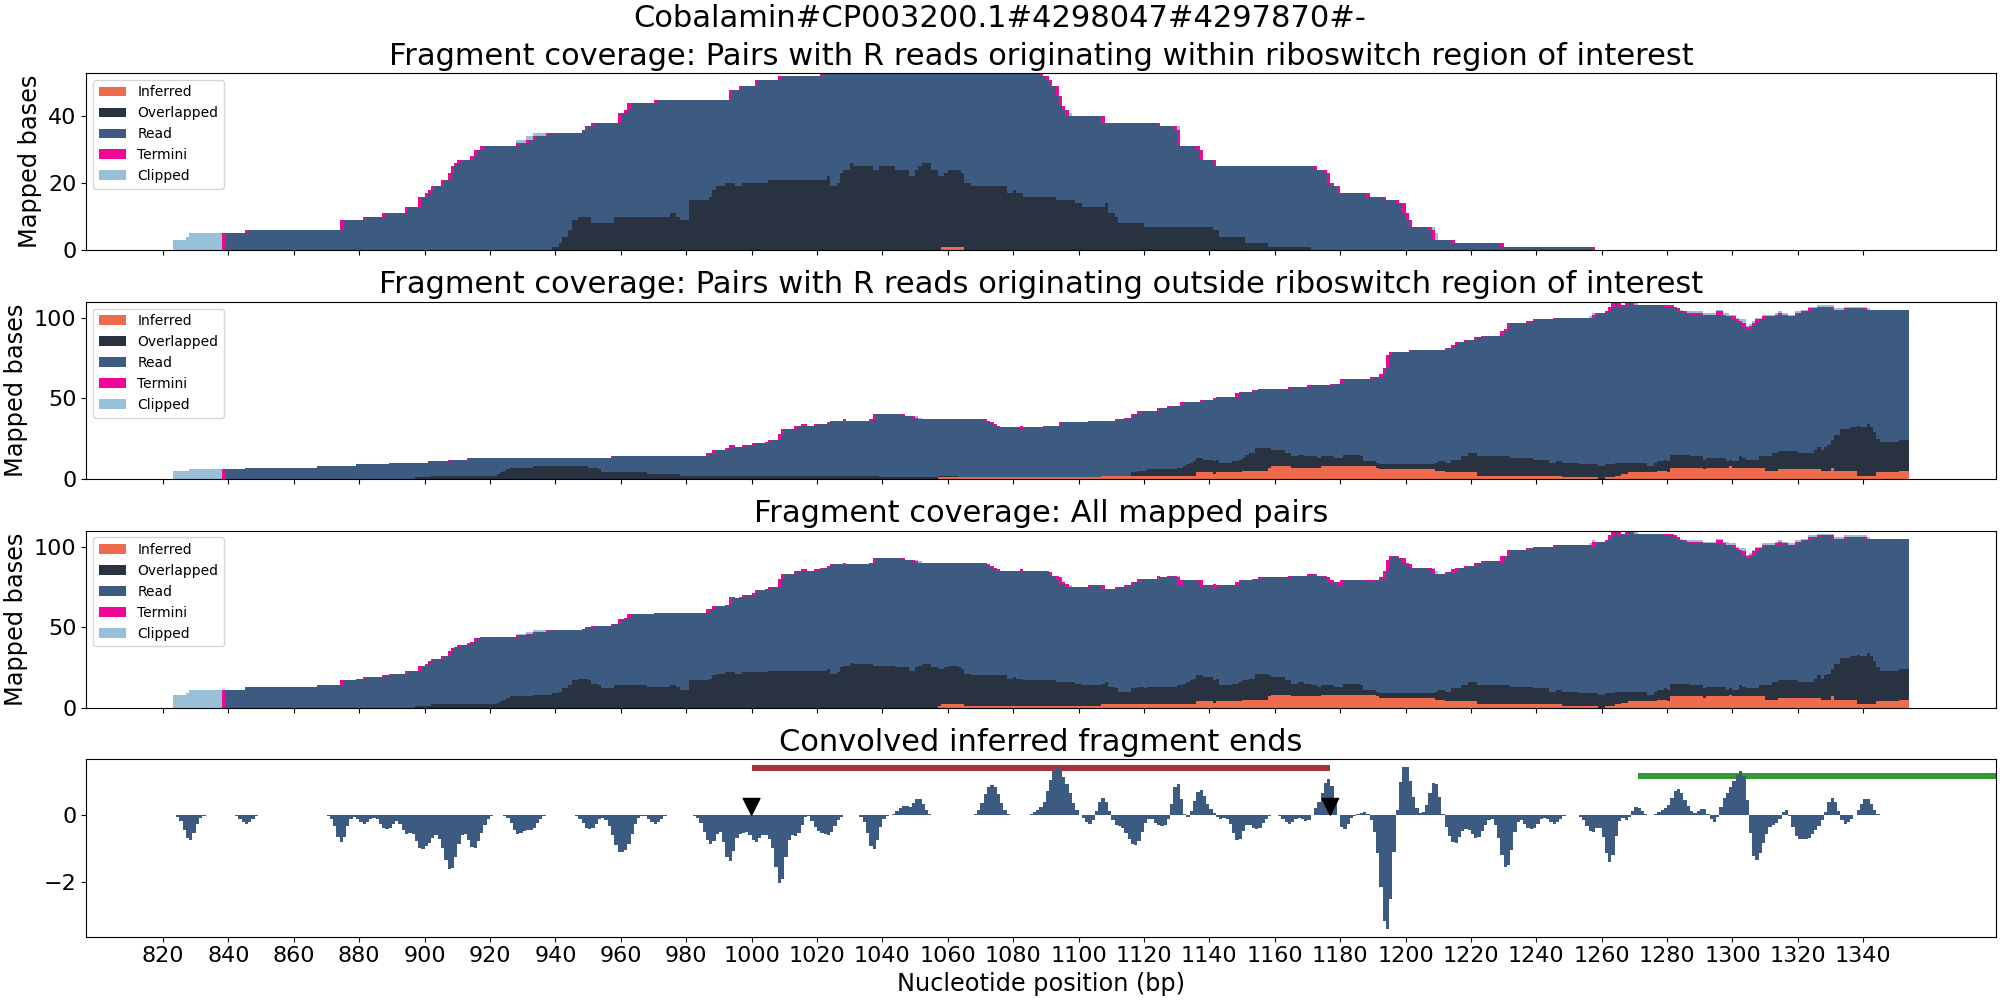 Cobalamin#CP003200.1#4298047#4297870#-
Fragment coverage: Pairs with R reads originating within riboswitch region of interest
Mapped bases
40
20
0
Inferred
Overlapped
Read
Termini
Clipped
Fragment coverage: Pairs with R reads originating outside riboswitch region of interest
Mapped bases
100
50
0
Inferred
Overlapped
Read
Termini
Clipped
Fragment coverage: All mapped pairs
Mapped bases
100
50
0
Inferred
Overlapped
Read
Termini
Clipped
Convolved inferred fragment ends
0
−2
820 840 860 880 900 920 940 960 980 1000 1020 1040 1060 1080 1100 1120 1140 1160 1180 1200 1220 1240 1260 1280 1300 1320 1340
Nucleotide position (bp)